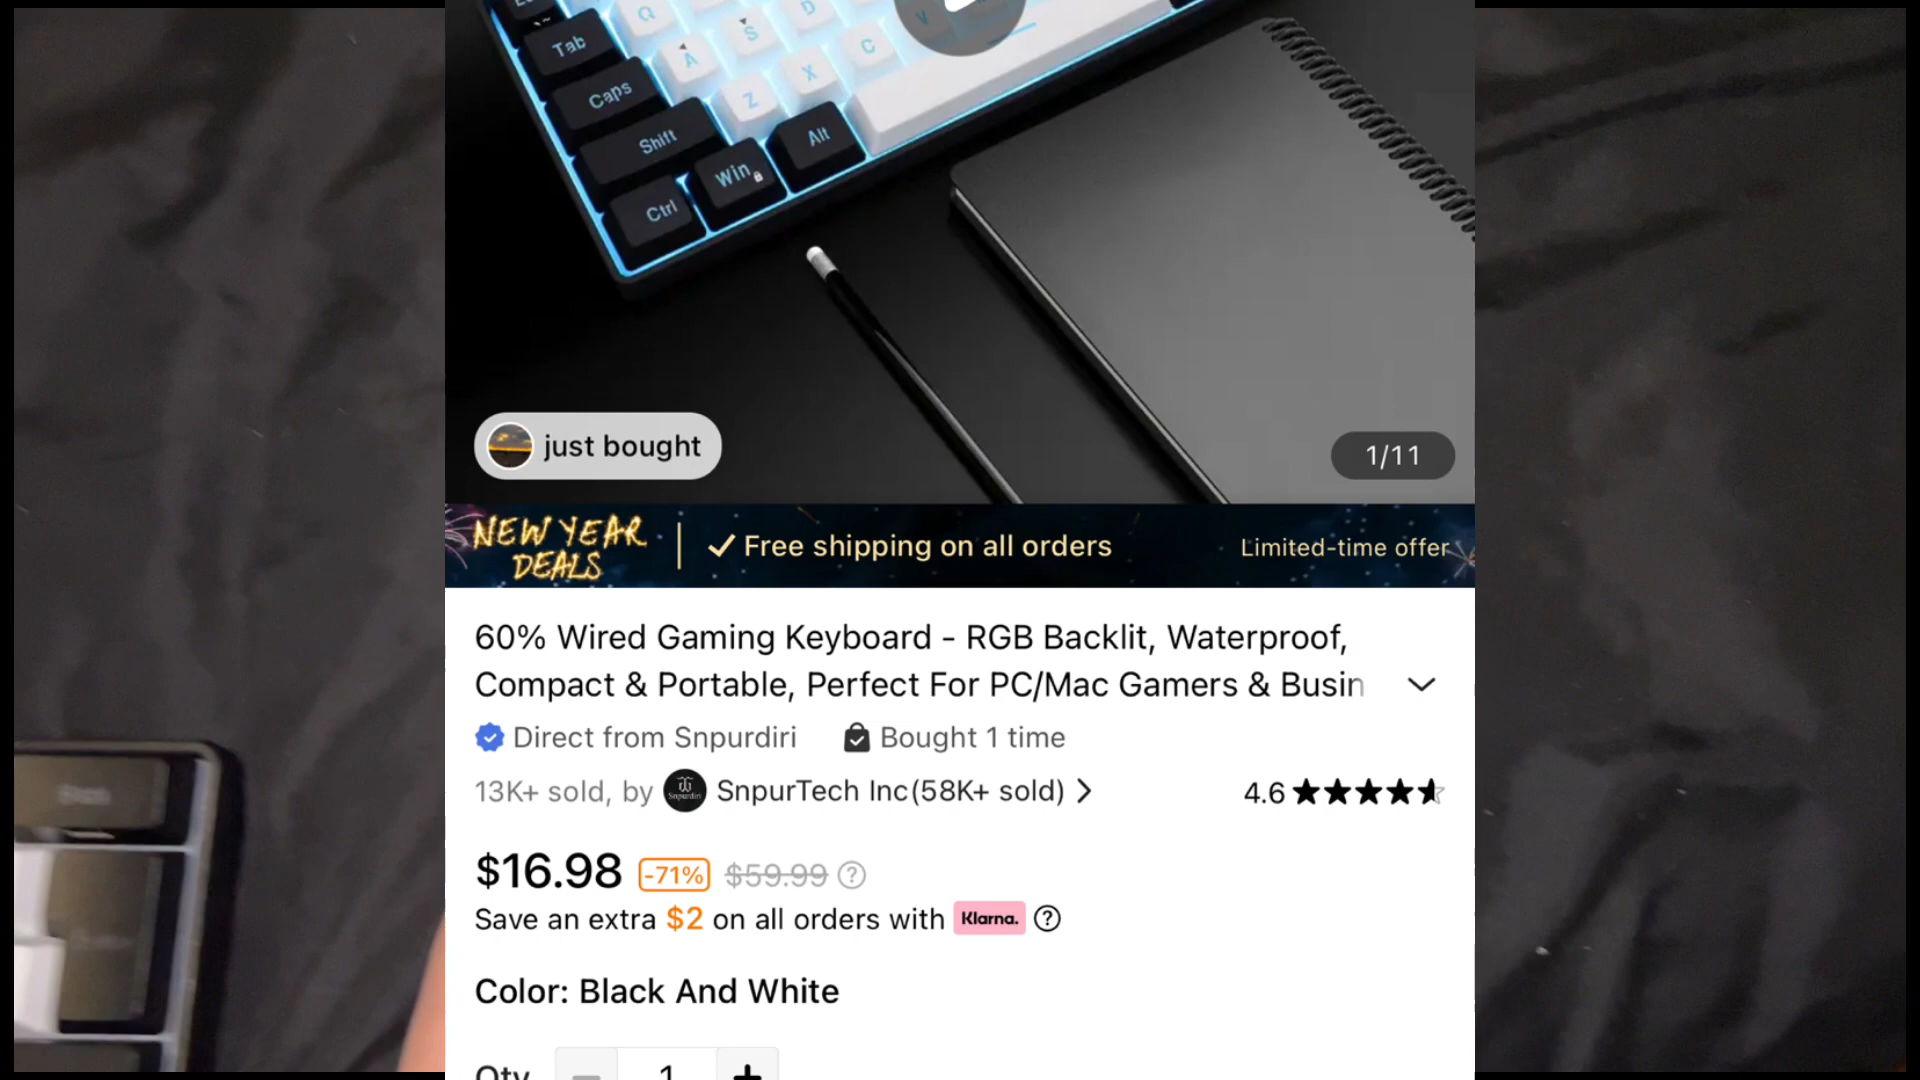 Q
D
Tab
A
S
V
C
Caps
X
Z
Shift
Alt
Win
Ctrl
just bought
1/11
NEW YEAR
DEALS
Free shipping on all orders
Limited-time offer
60% Wired Gaming Keyboard - RGB Backlit, Waterproof,
Compact & Portable, Perfect For PC/Mac Gamers & Busin
Direct from Snpurdiri
Bought 1 time
13K+ sold, by
Snpurdiri
SnpurTech Inc(58K+ sold)
4.6
$16.98
-71%
$59.99
?
Save an extra $2 on all orders with Klarna. ?
Color: Black And White
Qty
1